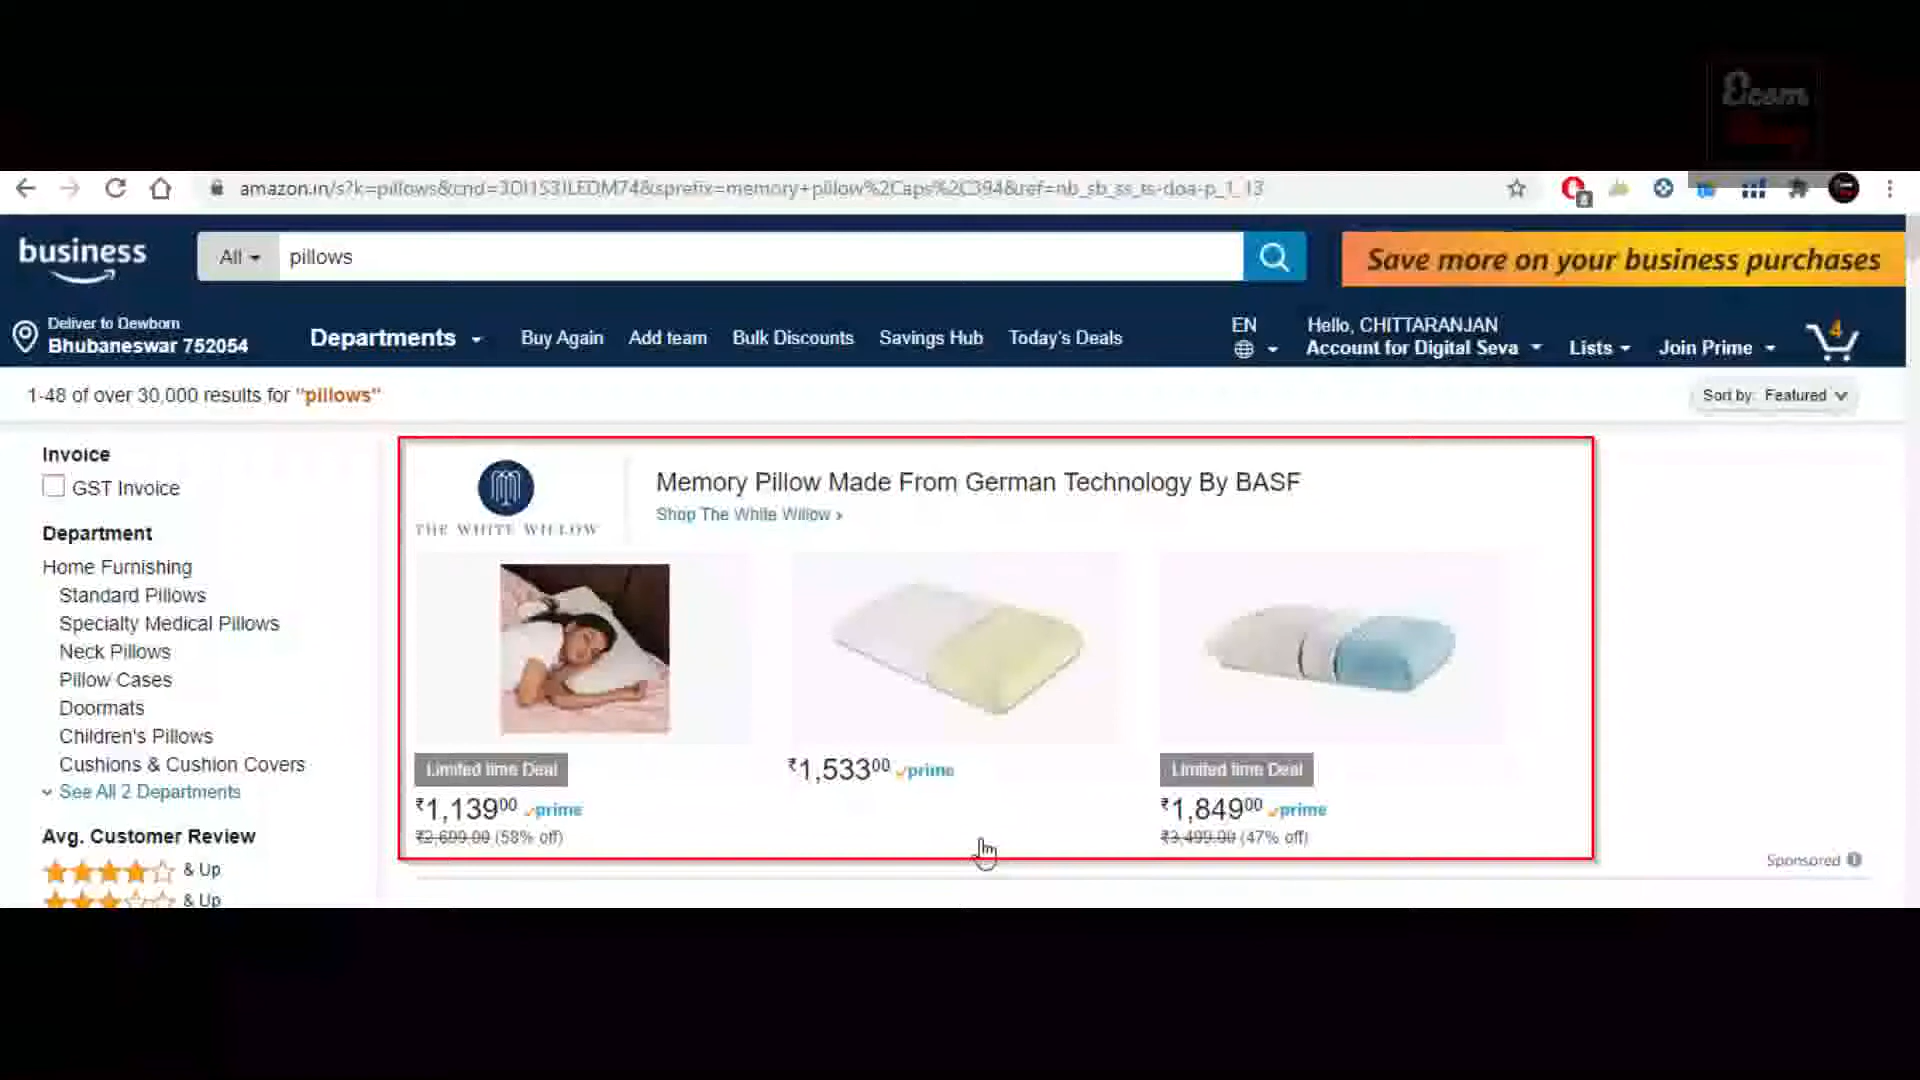 Ecom
amazon.in/s?k=pillows&crid=3OI1S3ILEDM74&sprefix=memory+pillow%2Caps%2C394&ref=nb_sb_ss_ts-doa-p_1_13
business
All
pillows
Save more on your business purchases
Deliver to Dewborn
Bhubaneswar 752054
Departments
Buy Again
Add team
Bulk Discounts
Savings Hub
Today's Deals
EN
Hello, CHITTARANJAN
Account for Digital Seva
Lists
Join Prime
4
1-48 of over 30,000 results for "pillows"
Sort by: Featured
Invoice
GST Invoice
Department
Home Furnishing
Standard Pillows
Specialty Medical Pillows
Neck Pillows
Pillow Cases
Doormats
Children's Pillows
Cushions & Cushion Covers
See All 2 Departments
Avg. Customer Review
& Up
& Up
THE WHITE WILLOW
Memory Pillow Made From German Technology By BASF
Shop The White Willow ›
Limited time Deal
₹1,139⁰⁰ prime
₹2,699.00 (58% off)
₹1,533⁰⁰ prime
Limited time Deal
₹1,849⁰⁰ prime
₹3,499.00 (47% off)
Sponsored